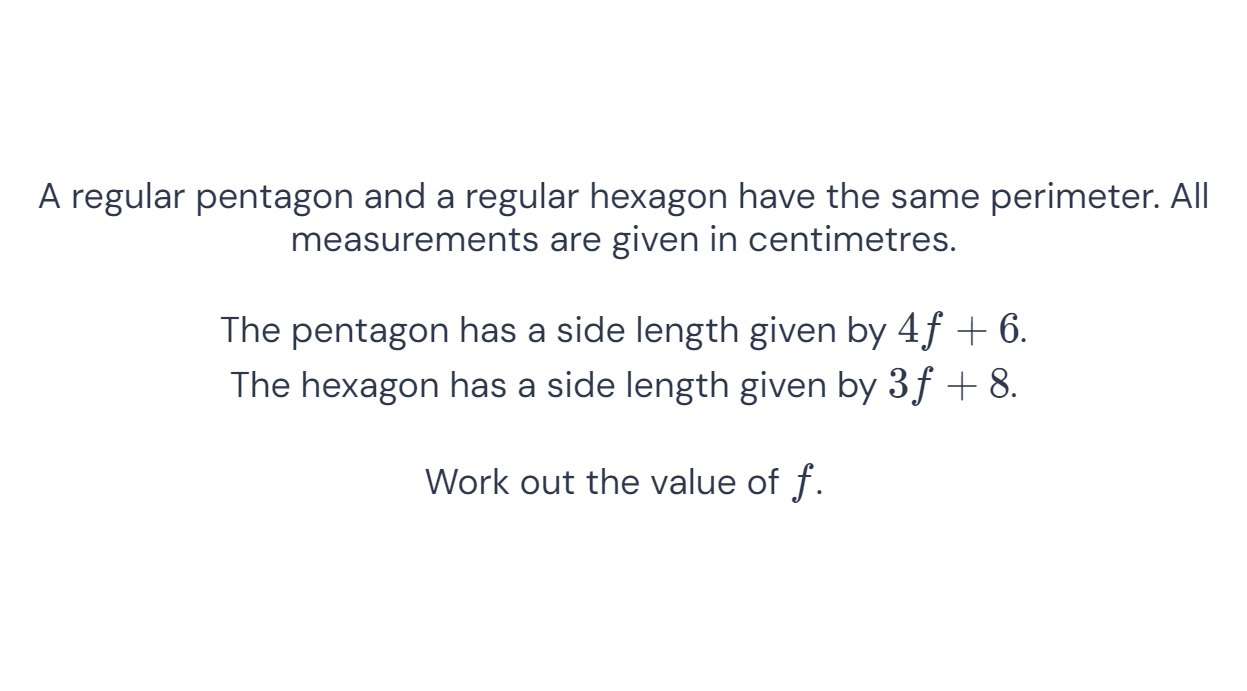 A regular pentagon and a regular hexagon have the same perimeter. All
measurements are given in centimetres.
The pentagon has a side length given by 4f + 6.
The hexagon has a side length given by 3f + 8.
Work out the value of f.